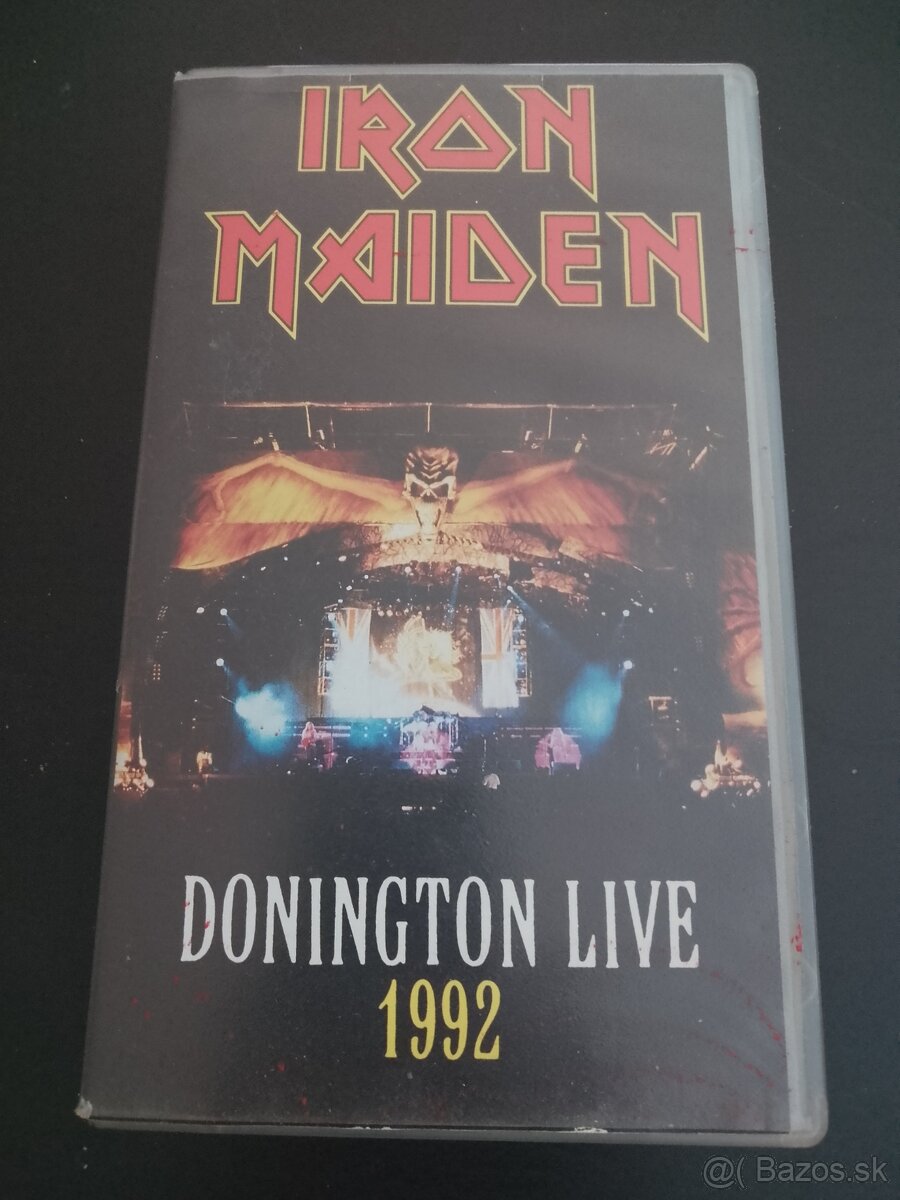 IRON
MAIDEN
DONINGTON LIVE
1992
@( Bazos.sk